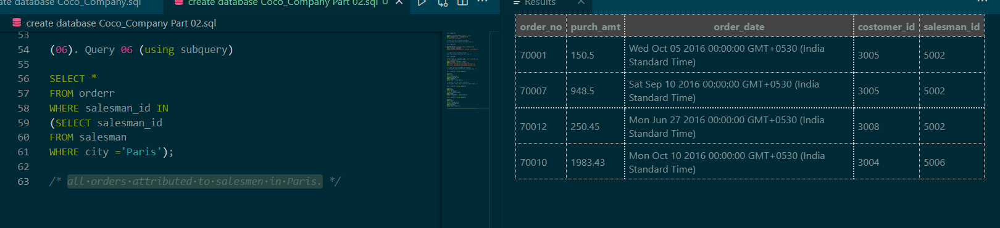 ate database Coco_Company.sql
create database Coco_Company Part 02.sql U
Results
create database Coco_Company Part 02.sql
53
54 (06). Query 06 (using subquery)
55
56 SELECT *
57 FROM orderr
58 WHERE salesman_id IN
59 (SELECT salesman_id
60 FROM salesman
61 WHERE city ='Paris');
62
63 /* all·orders·attributed·to·salesmen·in·Paris. */
order_no purch_amt order_date costomer_id salesman_id
70001 150.5 Wed Oct 05 2016 00:00:00 GMT+0530 (India
Standard Time) 3005 5002
70007 948.5 Sat Sep 10 2016 00:00:00 GMT+0530 (India
Standard Time) 3005 5002
70012 250.45 Mon Jun 27 2016 00:00:00 GMT+0530 (India
Standard Time) 3008 5002
70010 1983.43 Mon Oct 10 2016 00:00:00 GMT+0530 (India
Standard Time) 3004 5006